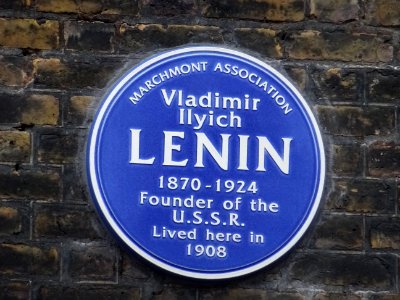 MARCHMONT ASSOCIATION
Vladimir
Ilyich
LENIN
1870-1924
Founder of the
U.S.S.R.
Lived here in
1908